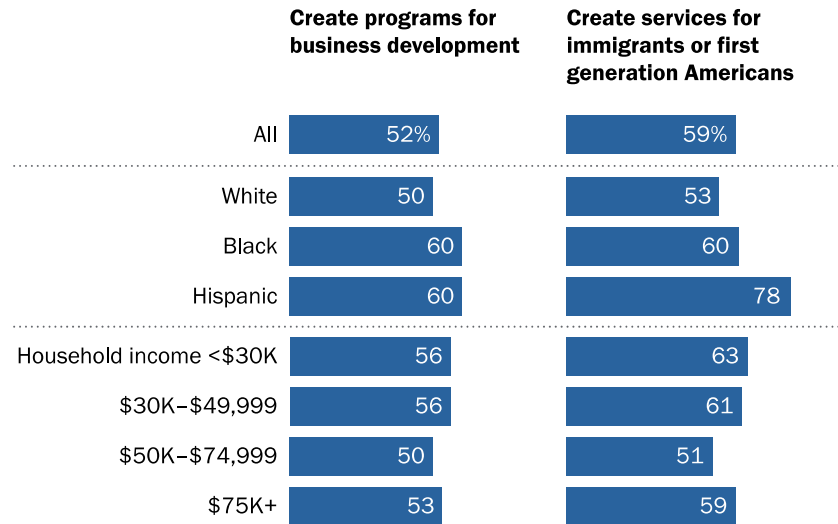 Create programs for
business development
Create services for
immigrants or first
generation Americans
All 52% 59%
White 50 53
Black 60 60
Hispanic 60 78
Household income <$30K 56 63
$30K–$49,999 56 61
$50K–$74,999 50 51
$75K+ 53 59